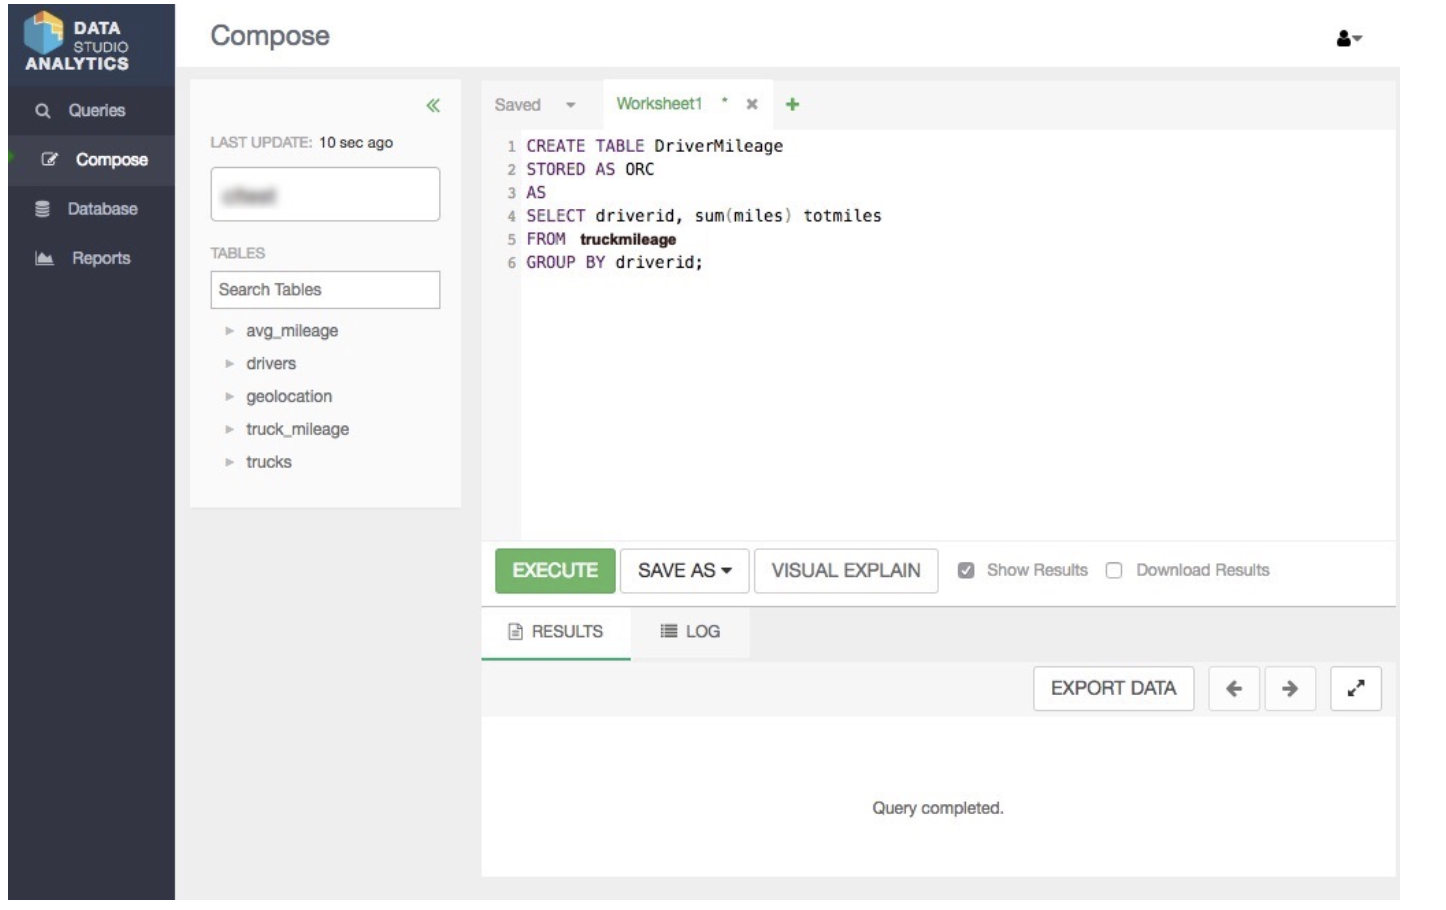 DATA
STUDIO
ANALYTICS
Queries
Compose
Database
Reports
Compose
LAST UPDATE: 10 sec ago
TABLES
Search Tables
avg_mileage
drivers
geolocation
truck_mileage
trucks
Saved Worksheet1 *
1 CREATE TABLE DriverMileage
2 STORED AS ORC
3 AS
4 SELECT driverid, sum(miles) totmiles
5 FROM truckmileage
6 GROUP BY driverid;
EXECUTE SAVE AS VISUAL EXPLAIN Show Results Download Results
RESULTS LOG
EXPORT DATA
Query completed.